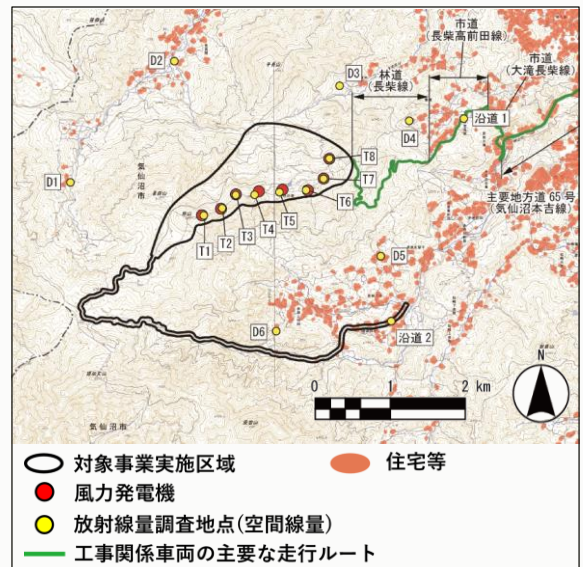 市道
(長柴高前田線)
市道
(大滝長柴線)
林道
(長柴線)
D2
D3
D4
沿道 1
D1
気仙沼市
T8
T7
T6
T5
T4
T3
T2
T1
主要地方道 65 号
(気仙沼本吉線)
D5
D6
沿道 2
N
0 1 2 km
気仙沼市
対象事業実施区域
住宅等
風力発電機
放射線量調査地点(空間線量)
工事関係車両の主要な走行ルート